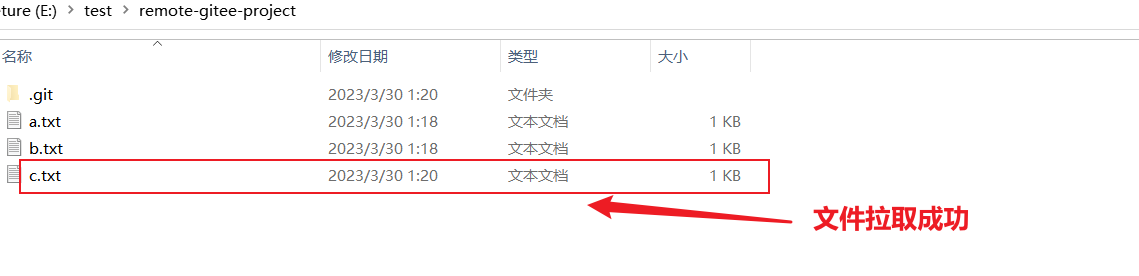 ture (E:) > test > remote-gitee-project
名称 修改日期 类型 大小
.git 2023/3/30 1:20 文件夹
a.txt 2023/3/30 1:18 文本文档 1 KB
b.txt 2023/3/30 1:18 文本文档 1 KB
c.txt 2023/3/30 1:20 文本文档 1 KB
文件拉取成功